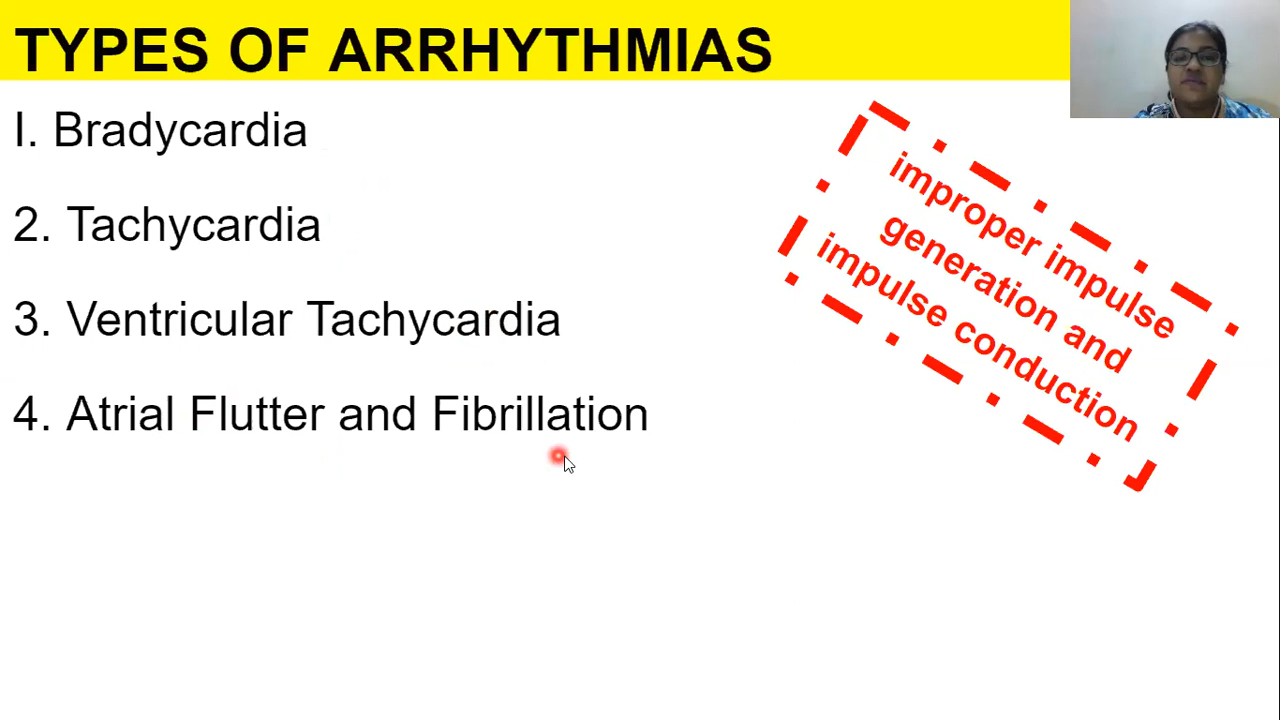 TYPES OF ARRHYTHMIAS
I. Bradycardia
2. Tachycardia
3. Ventricular Tachycardia
4. Atrial Flutter and Fibrillation
improper impulse
generation and
impulse conduction